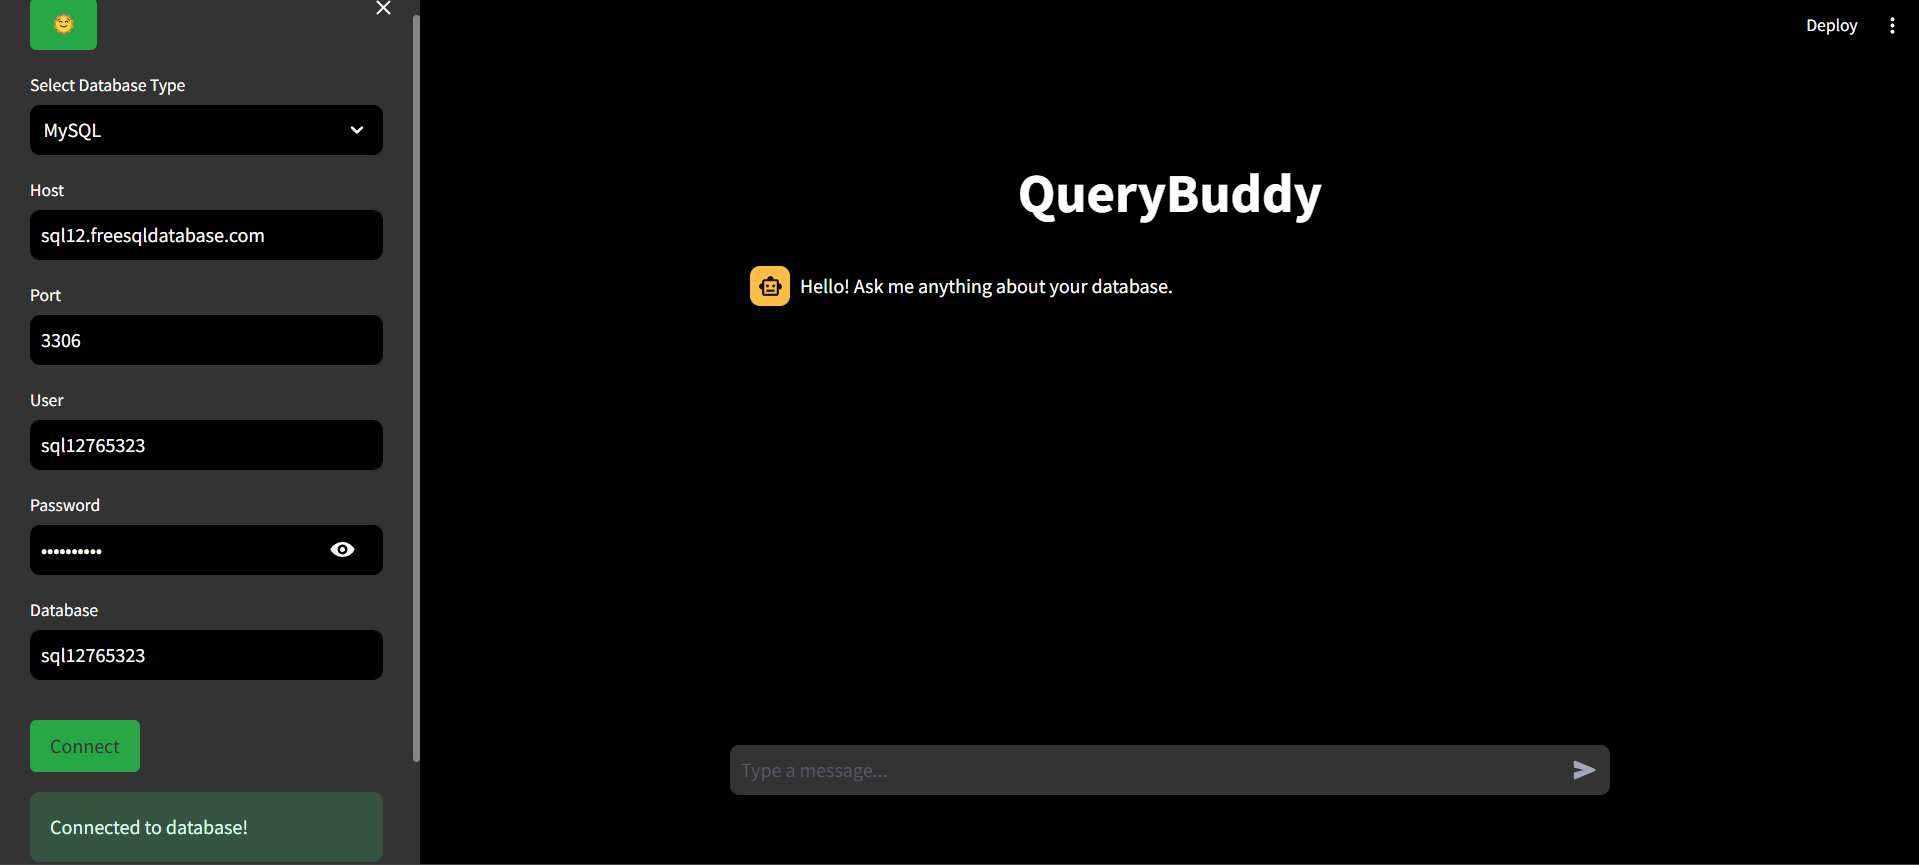 Select Database Type
MySQL
Host
sql12.freesqldatabase.com
Port
3306
User
sql12765323
Password
••••••••••
Database
sql12765323
Connect
Connected to database!
Deploy
QueryBuddy
Hello! Ask me anything about your database.
Type a message...